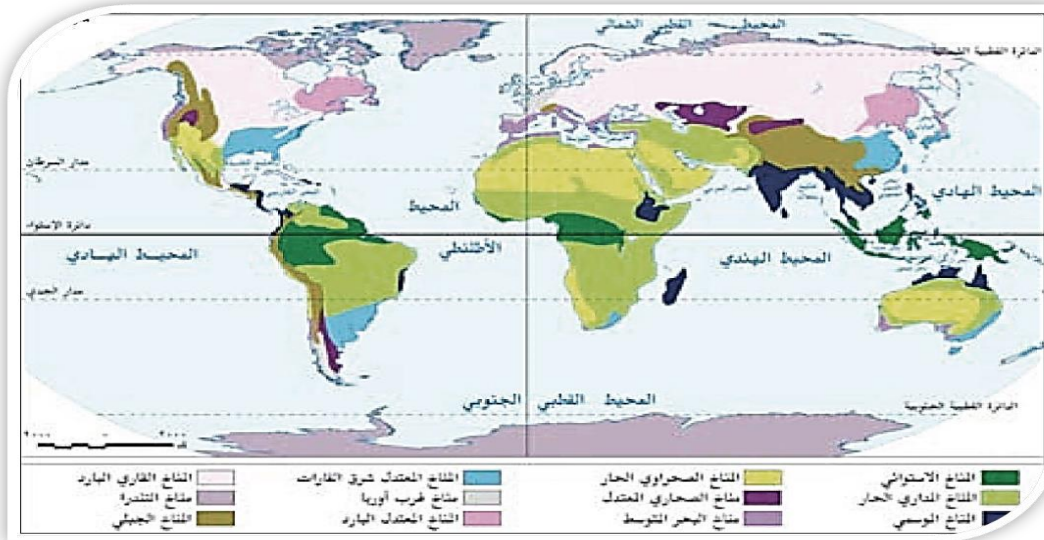 المحيط القطبي الشمالي
الدائرة القطبية الشمالية
مدار السرطان
المحيط الهادي
المحيط
دائرة الاستواء
الأطلنطي
المحيط الهندي
المحيط الهادي
مدار الجدي
المحيط القطبي الجنوبي
الدائرة القطبية الجنوبية
المناخ الاستوائي
المناخ الصحراوي الحار
المناخ المعتدل شرق القارات
المناخ القاري البارد
المناخ المداري الحار
مناخ الصحاري المعتدل
مناخ غرب أوربا
مناخ التندرا
المناخ الموسمي
مناخ البحر المتوسط
المناخ المعتدل البارد
المناخ الجبلي